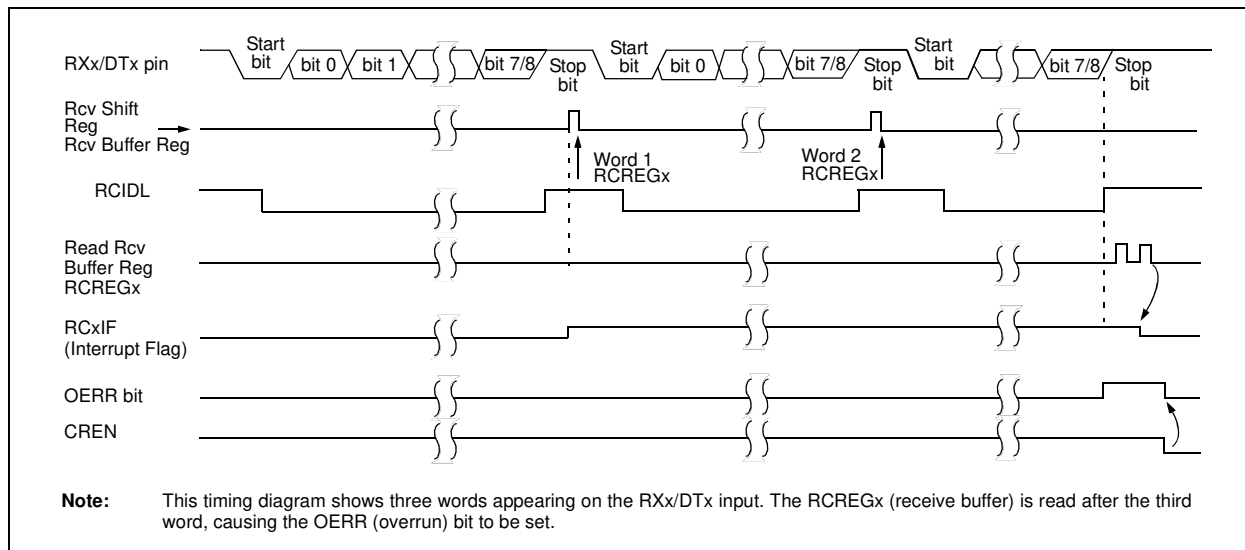 RXx/DTx pin
Start bit
bit 0
bit 1
bit 7/8
Stop bit
Start bit
bit 0
bit 7/8
Stop bit
Start bit
bit 7/8
Stop bit
Rcv Shift
Reg
Rcv Buffer Reg
Word 1
RCREGx
Word 2
RCREGx
RCIDL
Read Rcv
Buffer Reg
RCREGx
RCxIF
(Interrupt Flag)
OERR bit
CREN
Note: This timing diagram shows three words appearing on the RXx/DTx input. The RCREGx (receive buffer) is read after the third
word, causing the OERR (overrun) bit to be set.